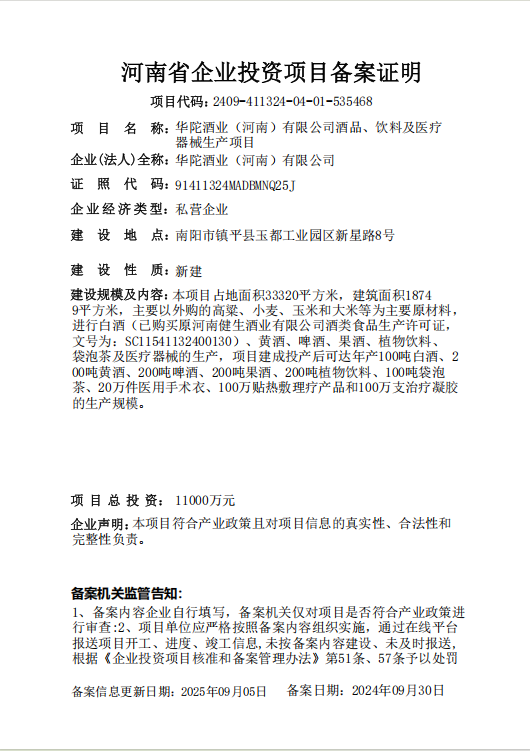 河南省企业投资项目备案证明
项目代码：2409-411324-04-01-535468
项目名称：华陀酒业（河南）有限公司酒品、饮料及医疗
器械生产项目
企业(法人)全称：华陀酒业（河南）有限公司
证照代码：91411324MADBMNQ25J
企业经济类型：私营企业
建设地点：南阳市镇平县玉都工业园区新星路8号
建设性质：新建
建设规模及内容：本项目占地面积33320平方米，建筑面积1874
9平方米，主要以外购的高粱、小麦、玉米和大米等为主要原材料，
进行白酒（已购买原河南健生酒业有限公司酒类食品生产许可证，
文号为：SC11541132400130）、黄酒、啤酒、果酒、植物饮料、
袋泡茶及医疗器械的生产，项目建成投产后可达年产100吨白酒、2
00吨黄酒、200吨啤酒、200吨果酒、200吨植物饮料、100吨袋泡
茶、20万件医用手术衣、100万贴热敷理疗产品和100万支治疗凝胶
的生产规模。
项目总投资：11000万元
企业声明：本项目符合产业政策且对项目信息的真实性、合法性和
完整性负责。
备案机关监管告知：
1、备案内容企业自行填写，备案机关仅对项目是否符合产业政策进
行审查;2、项目单位应严格按照备案内容组织实施，通过在线平台
报送项目开工、进度、竣工信息,未按备案内容建设、未及时报送，
根据《企业投资项目核准和备案管理办法》第51条、57条予以处罚
备案信息更新日期：2025年09月05日 备案日期：2024年09月30日